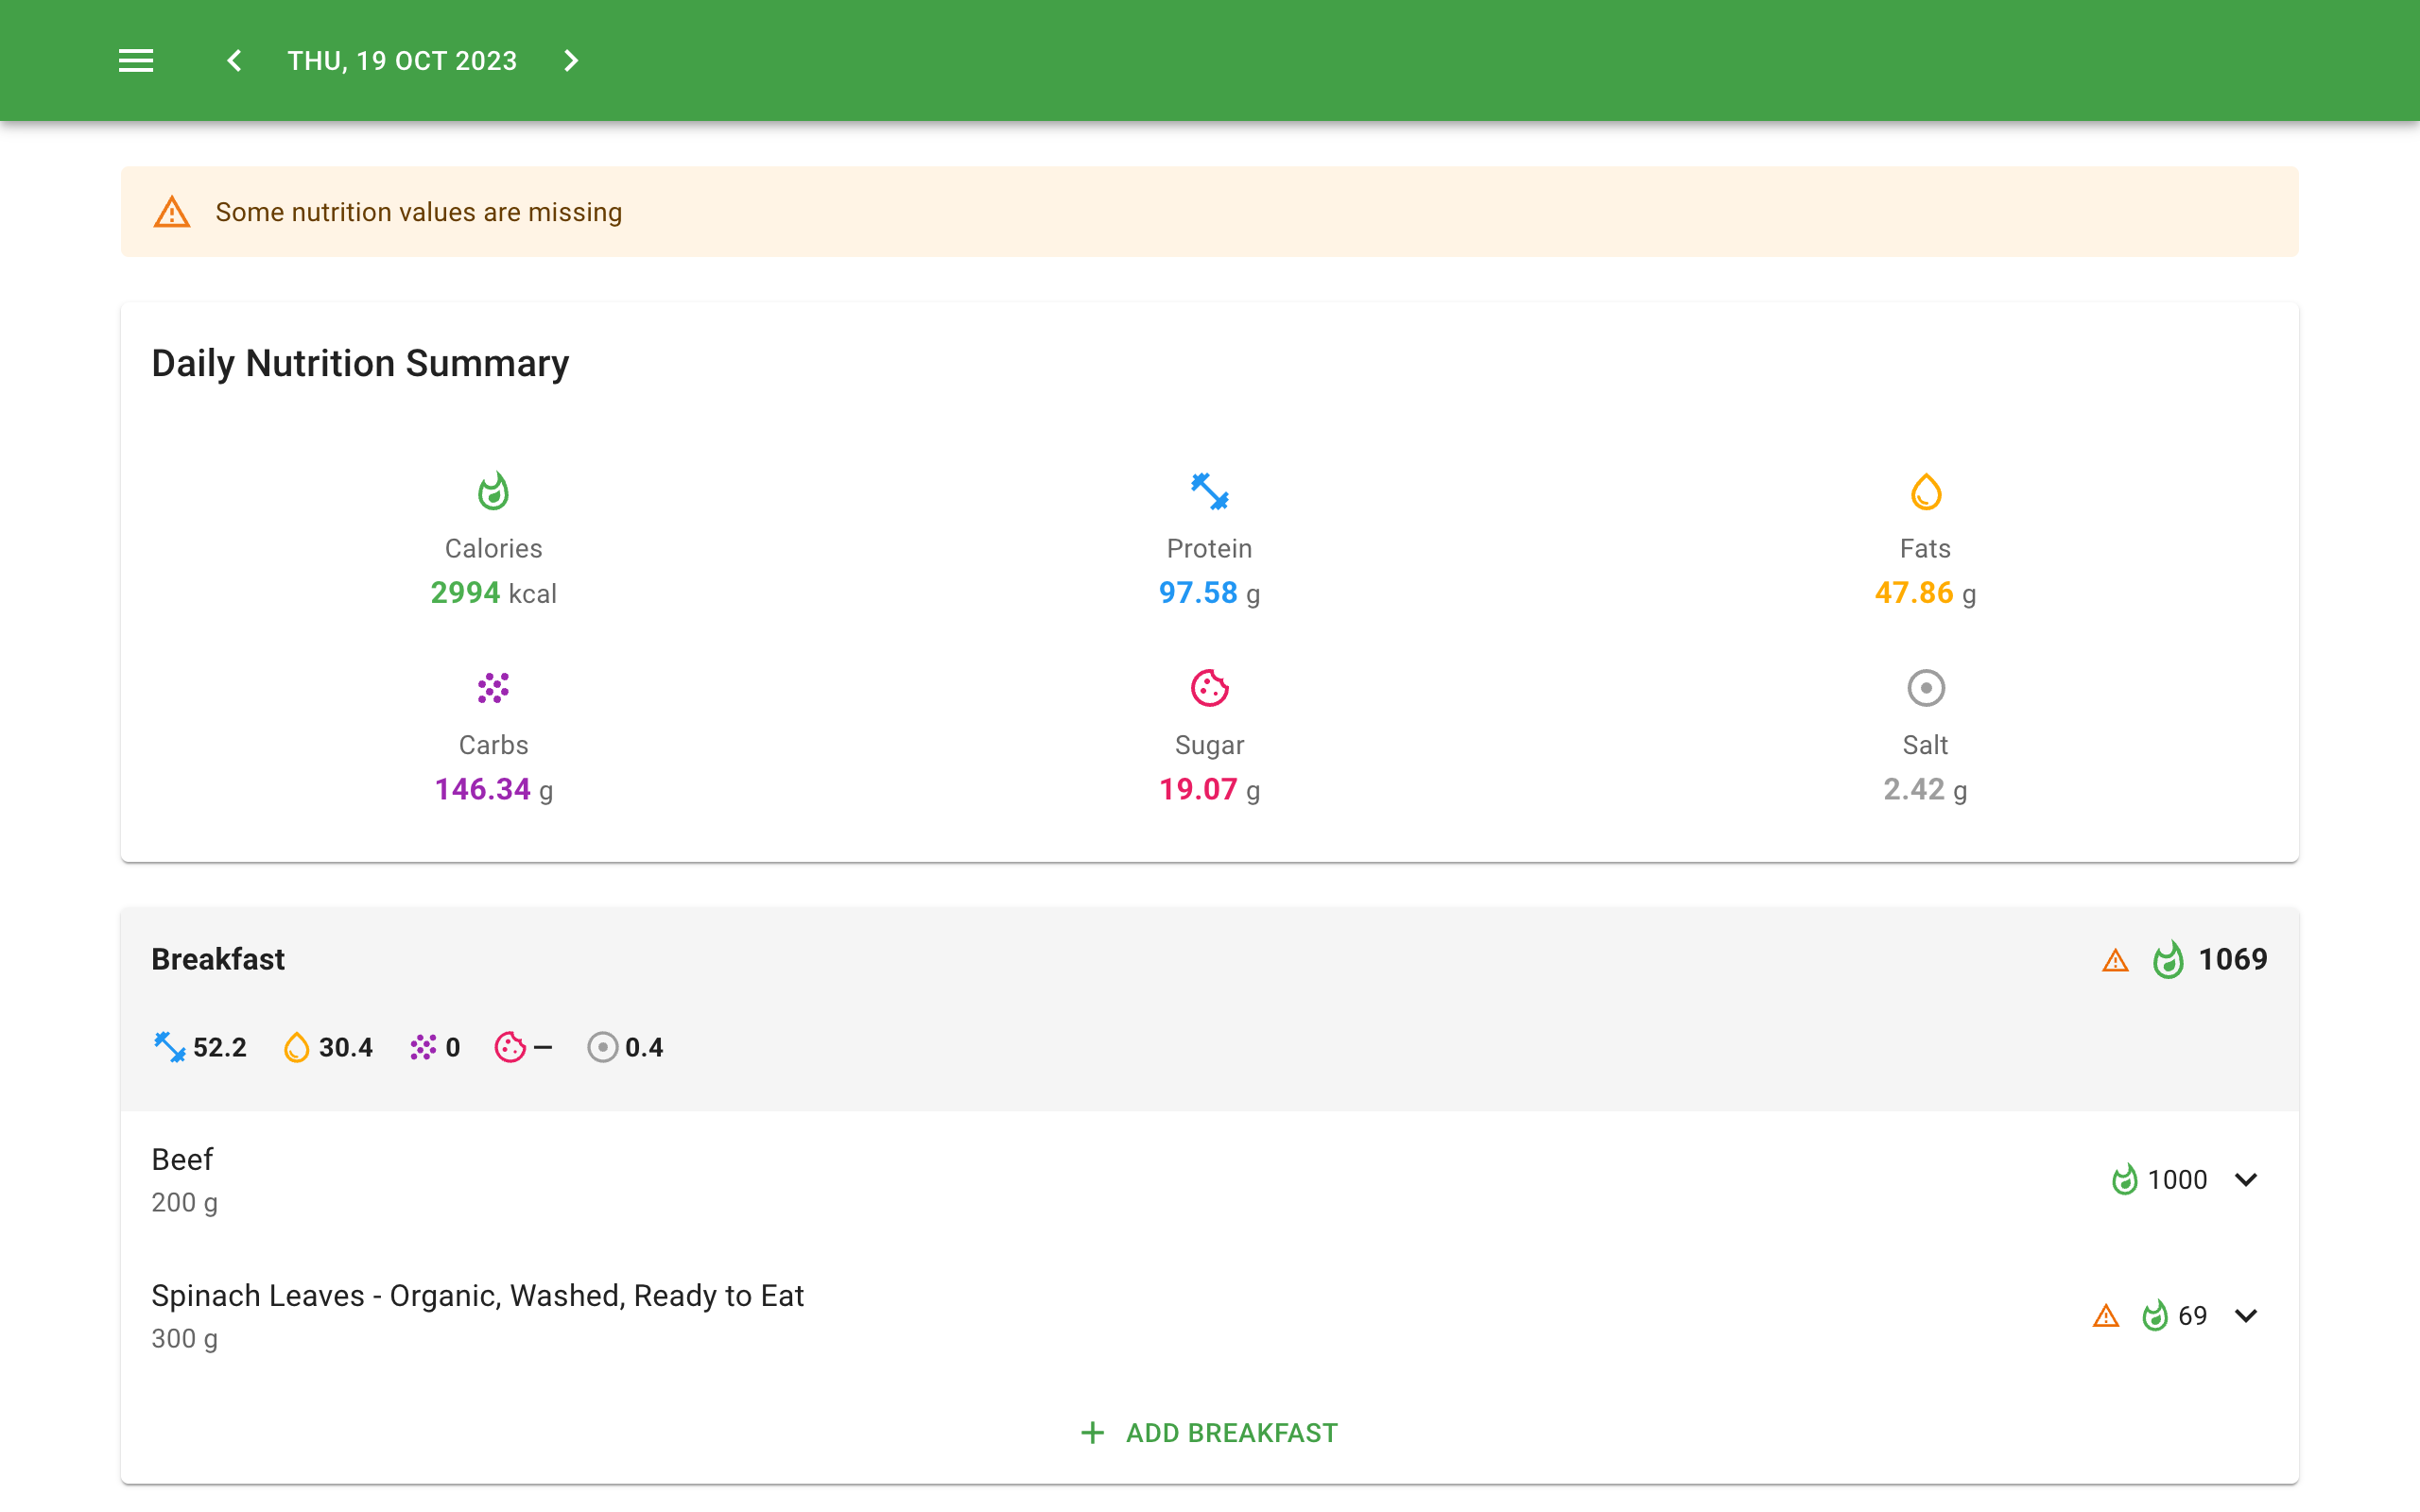 THU, 19 OCT 2023
Some nutrition values are missing
Daily Nutrition Summary
Calories
2994 kcal
Protein
97.58 g
Fats
47.86 g
Carbs
146.34 g
Sugar
19.07 g
Salt
2.42 g
Breakfast
1069
52.2 30.4 0 – 0.4
Beef
200 g
1000
Spinach Leaves - Organic, Washed, Ready to Eat
300 g
69
+ ADD BREAKFAST